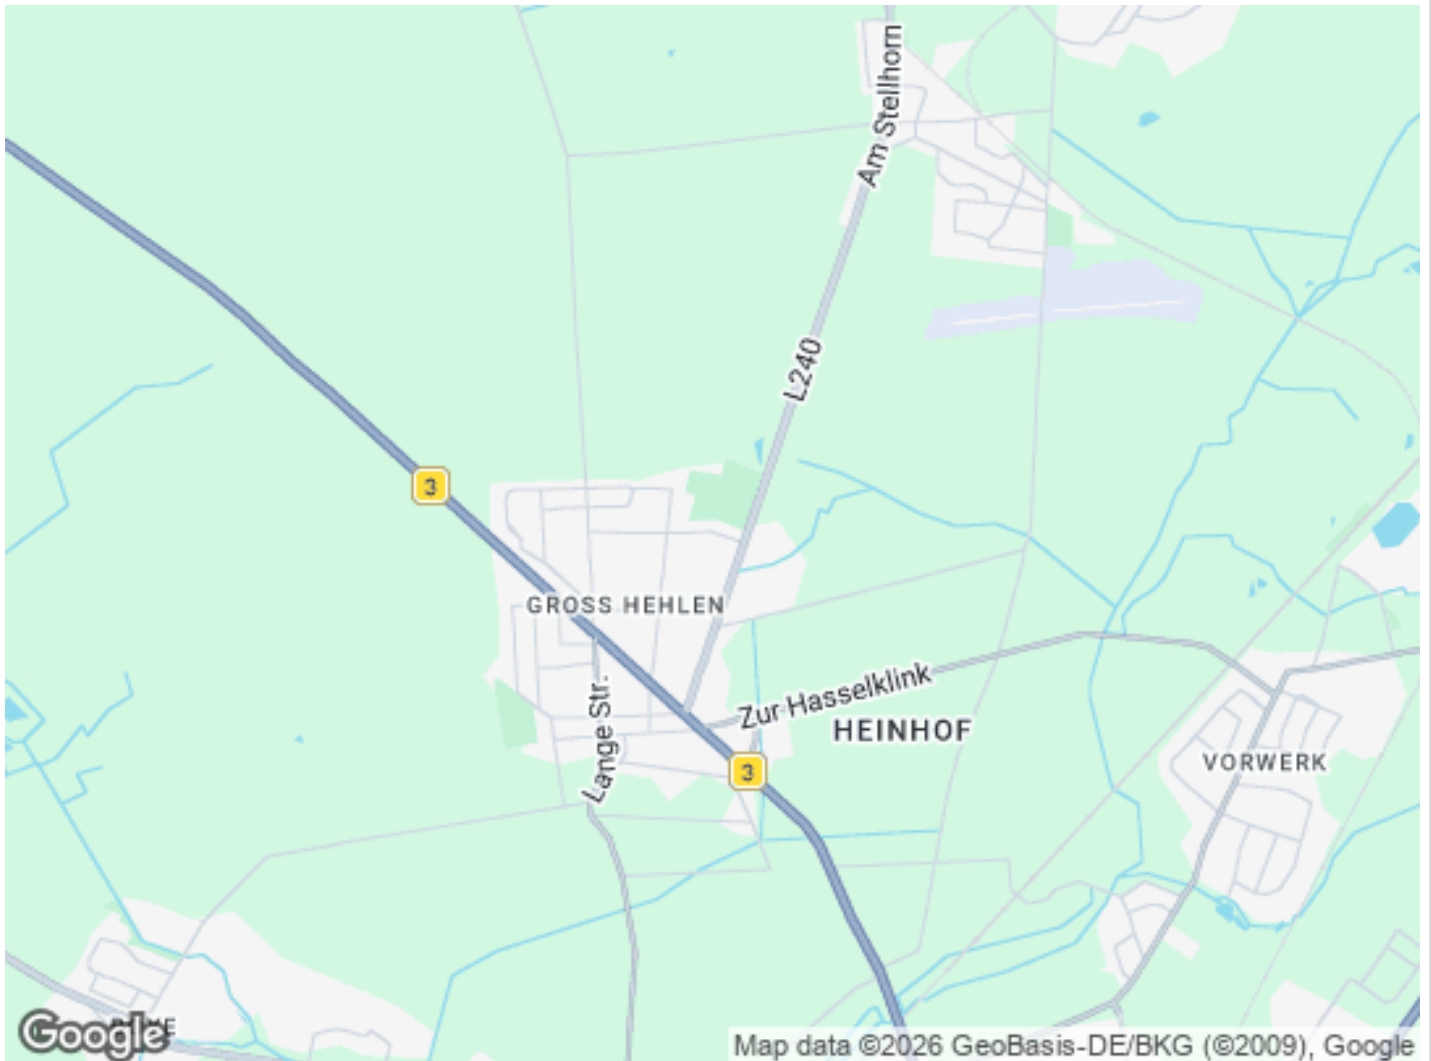 Am Stellhorn
L240
3
GROSS HEHLEN
Lange Str.
Zur Hasselklink
HEINHOF
3
VORWERK
Google
Map data ©2026 GeoBasis-DE/BKG (©2009), Google